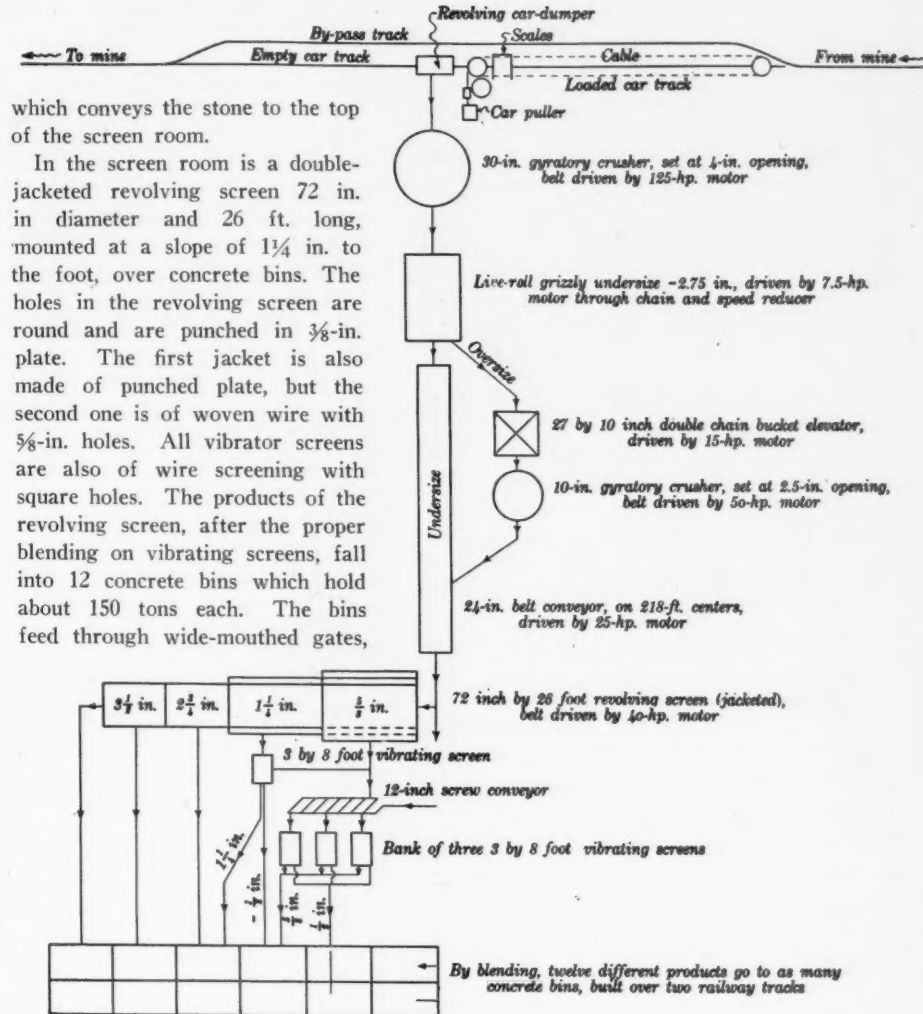 Revolving car-dumper
By-pass track
Scales
To mine
Empty car track
Cable
From mine
Loaded car track
Car puller
which conveys the stone to the top
of the screen room.
In the screen room is a double-
jacketed revolving screen 72 in.
in diameter and 26 ft. long,
mounted at a slope of 1¼ in. to
the foot, over concrete bins. The
holes in the revolving screen are
round and are punched in ⅜-in.
plate. The first jacket is also
made of punched plate, but the
second one is of woven wire with
⅝-in. holes. All vibrator screens
are also of wire screening with
square holes. The products of the
revolving screen, after the proper
blending on vibrating screens, fall
into 12 concrete bins which hold
about 150 tons each. The bins
feed through wide-mouthed gates,
30-in. gyratory crusher, set at 4-in. opening,
belt driven by 125-hp. motor
Live-roll grizzly undersize -2.75 in., driven by 7.5-hp.
motor through chain and speed reducer
Oversize
27 by 10 inch double chain bucket elevator,
driven by 15-hp. motor
10-in. gyratory crusher, set at 2.5-in. opening,
belt driven by 50-hp. motor
Undersize
24-in. belt conveyor, on 218-ft. centers,
driven by 25-hp. motor
72 inch by 26 foot revolving screen (jacketed),
belt driven by 40-hp. motor
in.
2¾ in.
1¼ in.
in.
3 by 8 foot vibrating screen
12-inch screw conveyor
Bank of three 3 by 8 foot vibrating screens
in.
in.
in.
in.
By blending, twelve different products go to as many
concrete bins, built over two railway tracks